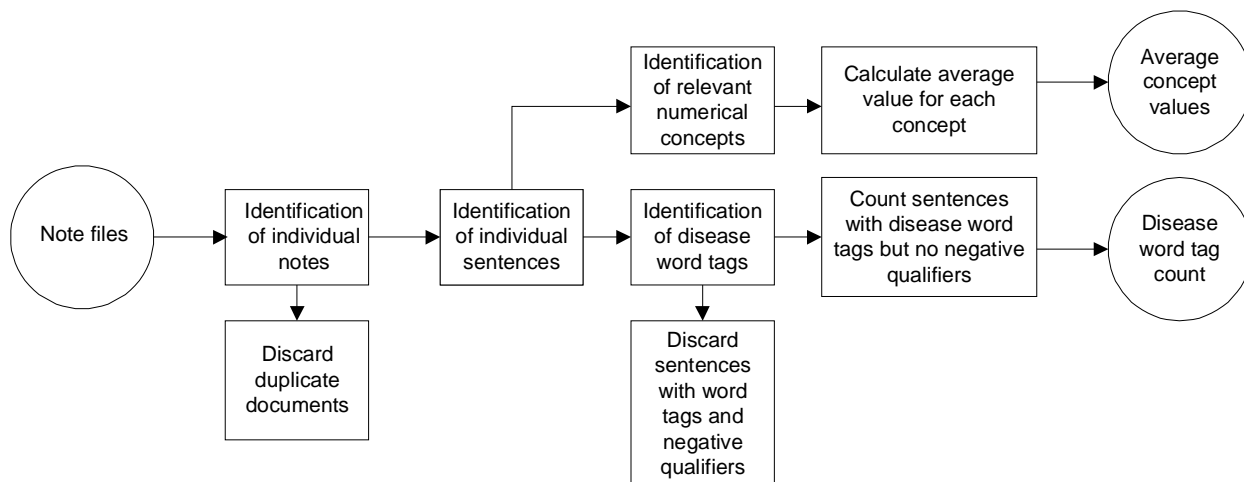 Note files
Identification
of individual
notes
Discard
duplicate
documents
Identification
of individual
sentences
Identification
of relevant
numerical
concepts
Calculate average
value for each
concept
Average
concept
values
Identification
of disease
word tags
Discard
sentences
with word
tags and
negative
qualifiers
Count sentences
with disease word
tags but no negative
qualifiers
Disease
word tag
count